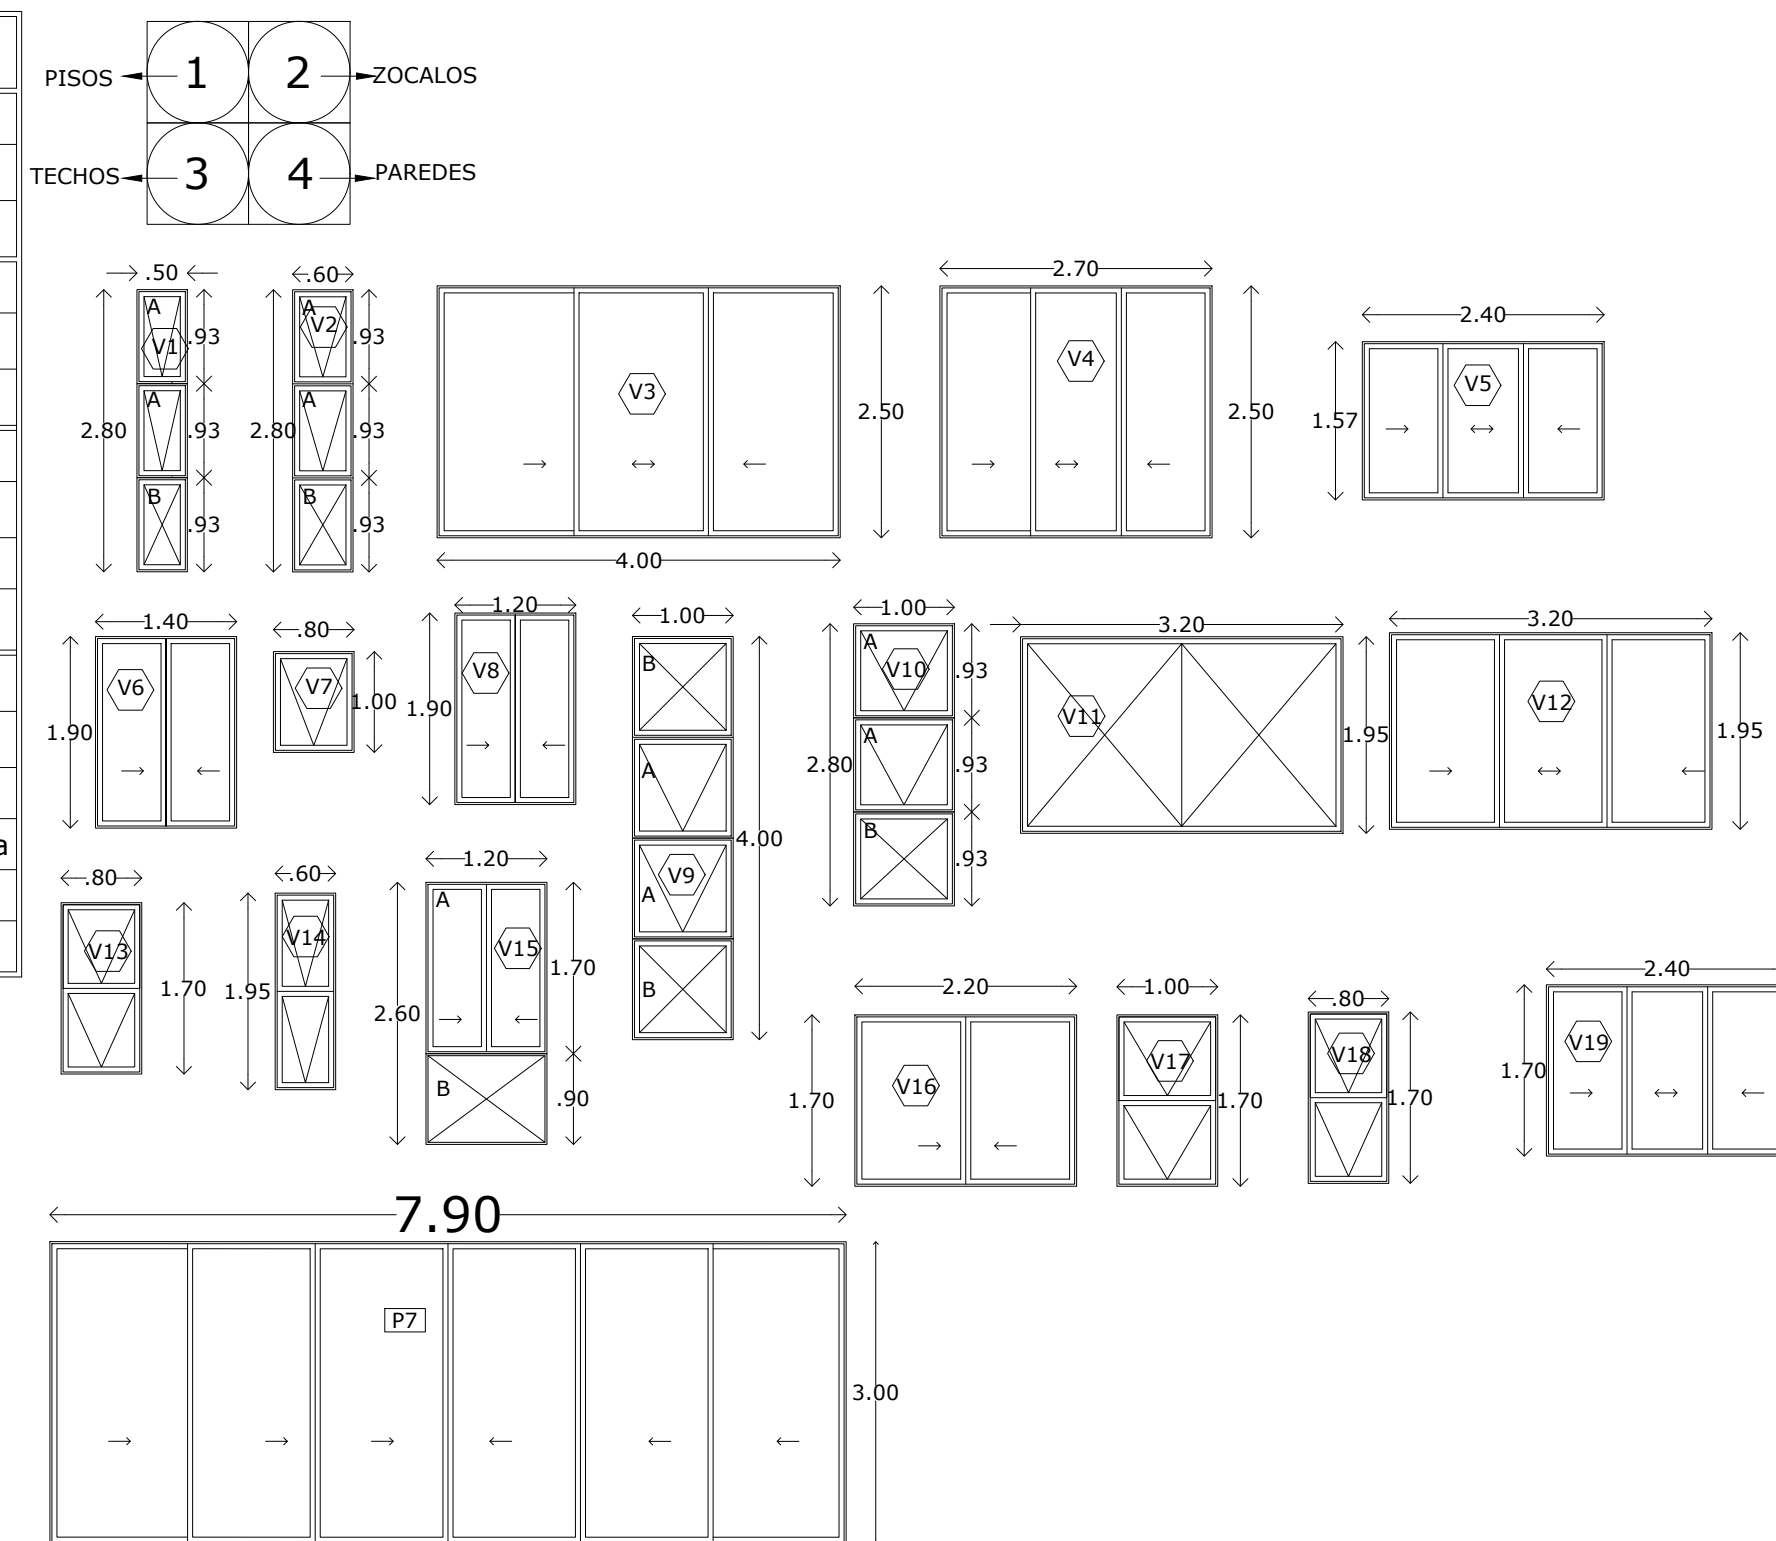 1 2
PISOS ZOCALOS
3 4
TECHOS PAREDES
.50
A
V1
.93
A
.93
2.80
B
.93
.60
A
V2
.93
A
.93
2.80
B
.93
V3
2.50
4.00
2.70
V4
2.50
2.40
V5
1.57
1.40
V6
1.90
.80
V7
1.00
1.20
V8
1.90
1.00
B
A
4.00
V9
A
B
1.00
A
V10
.93
A
2.80
.93
B
.93
3.20
V11
1.95
3.20
V12
1.95
a
.80
V13
1.70
.60
V14
1.95
1.20
A
V15
1.70
2.60
B
.90
2.20
V16
1.70
1.00
V17
1.70
.80
V18
1.70
2.40
V19
1.70
7.90
P7
3.00